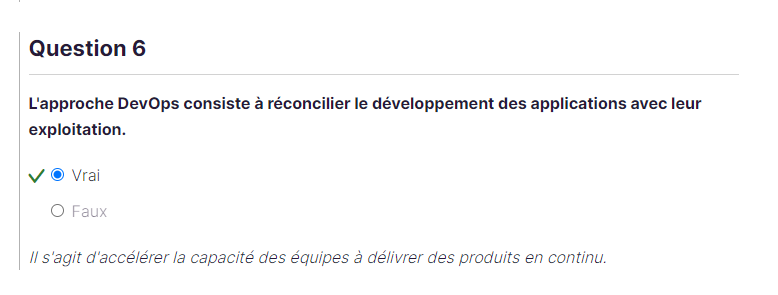 Question 6
L'approche DevOps consiste à réconcilier le développement des applications avec leur
exploitation.
Vrai
Faux
Il s'agit d'accélérer la capacité des équipes à délivrer des produits en continu.